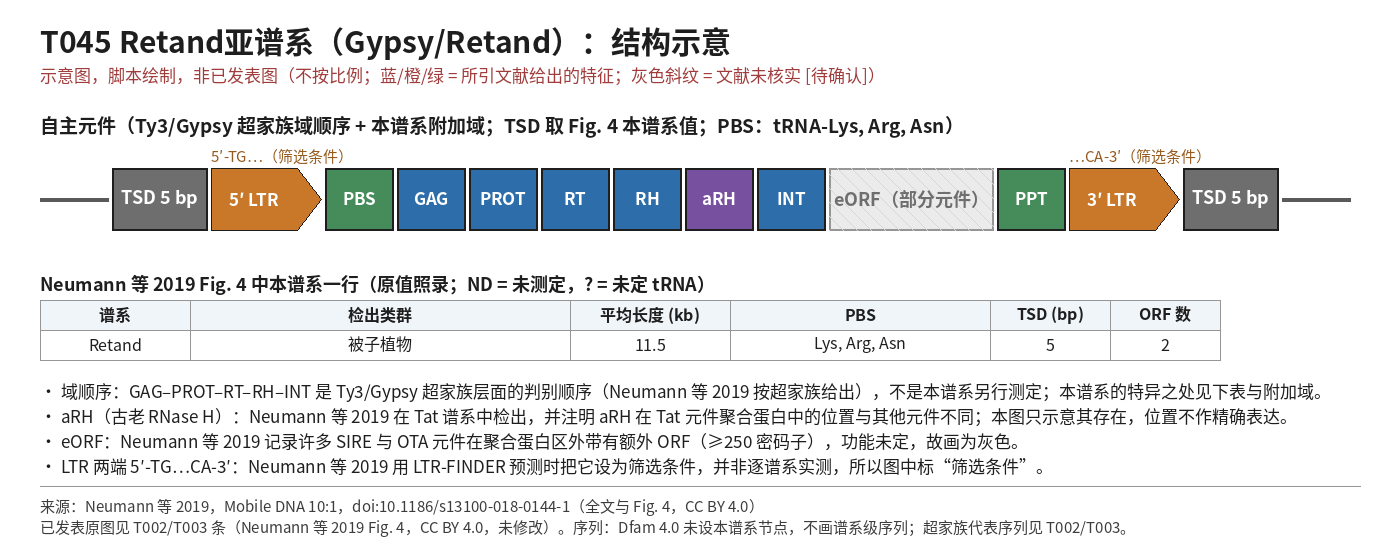 T045 Retand亚谱系（Gypsy/Retand）：结构示意
示意图，脚本绘制，非已发表图（不按比例；蓝/橙/绿 = 所引文献给出的特征；灰色斜纹 = 文献未核实 [待确认]）
自主元件（Ty3/Gypsy 超家族域顺序 + 本谱系附加域；TSD 取 Fig. 4 本谱系值；PBS：tRNA-Lys, Arg, Asn）
5′-TG…（筛选条件） …CA-3′（筛选条件）
TSD 5 bp 5′ LTR PBS GAG PROT RT RH aRH INT eORF（部分元件） PPT 3′ LTR TSD 5 bp
Neumann 等 2019 Fig. 4 中本谱系一行（原值照录；ND = 未测定，? = 未定 tRNA）
谱系 检出类群 平均长度 (kb) PBS TSD (bp) ORF 数
Retand 被子植物 11.5 Lys, Arg, Asn 5 2
· 域顺序：GAG–PROT–RT–RH–INT 是 Ty3/Gypsy 超家族层面的判别顺序（Neumann 等 2019 按超家族给出），不是本谱系另行测定；本谱系的特异之处见下表与附加域。
· aRH（古老 RNase H）：Neumann 等 2019 在 Tat 谱系中检出，并注明 aRH 在 Tat 元件聚合蛋白中的位置与其他元件不同；本图只示意其存在，位置不作精确表达。
· eORF：Neumann 等 2019 记录许多 SIRE 与 OTA 元件在聚合蛋白区外带有额外 ORF（≥250 密码子），功能未定，故画为灰色。
· LTR 两端 5′-TG…CA-3′：Neumann 等 2019 用 LTR-FINDER 预测时把它设为筛选条件，并非逐谱系实测，所以图中标“筛选条件”。
来源：Neumann 等 2019，Mobile DNA 10:1，doi:10.1186/s13100-018-0144-1（全文与 Fig. 4，CC BY 4.0）
已发表原图见 T002/T003 条（Neumann 等 2019 Fig. 4，CC BY 4.0，未修改）。序列：Dfam 4.0 未设本谱系节点，不画谱系级序列；超家族代表序列见 T002/T003。